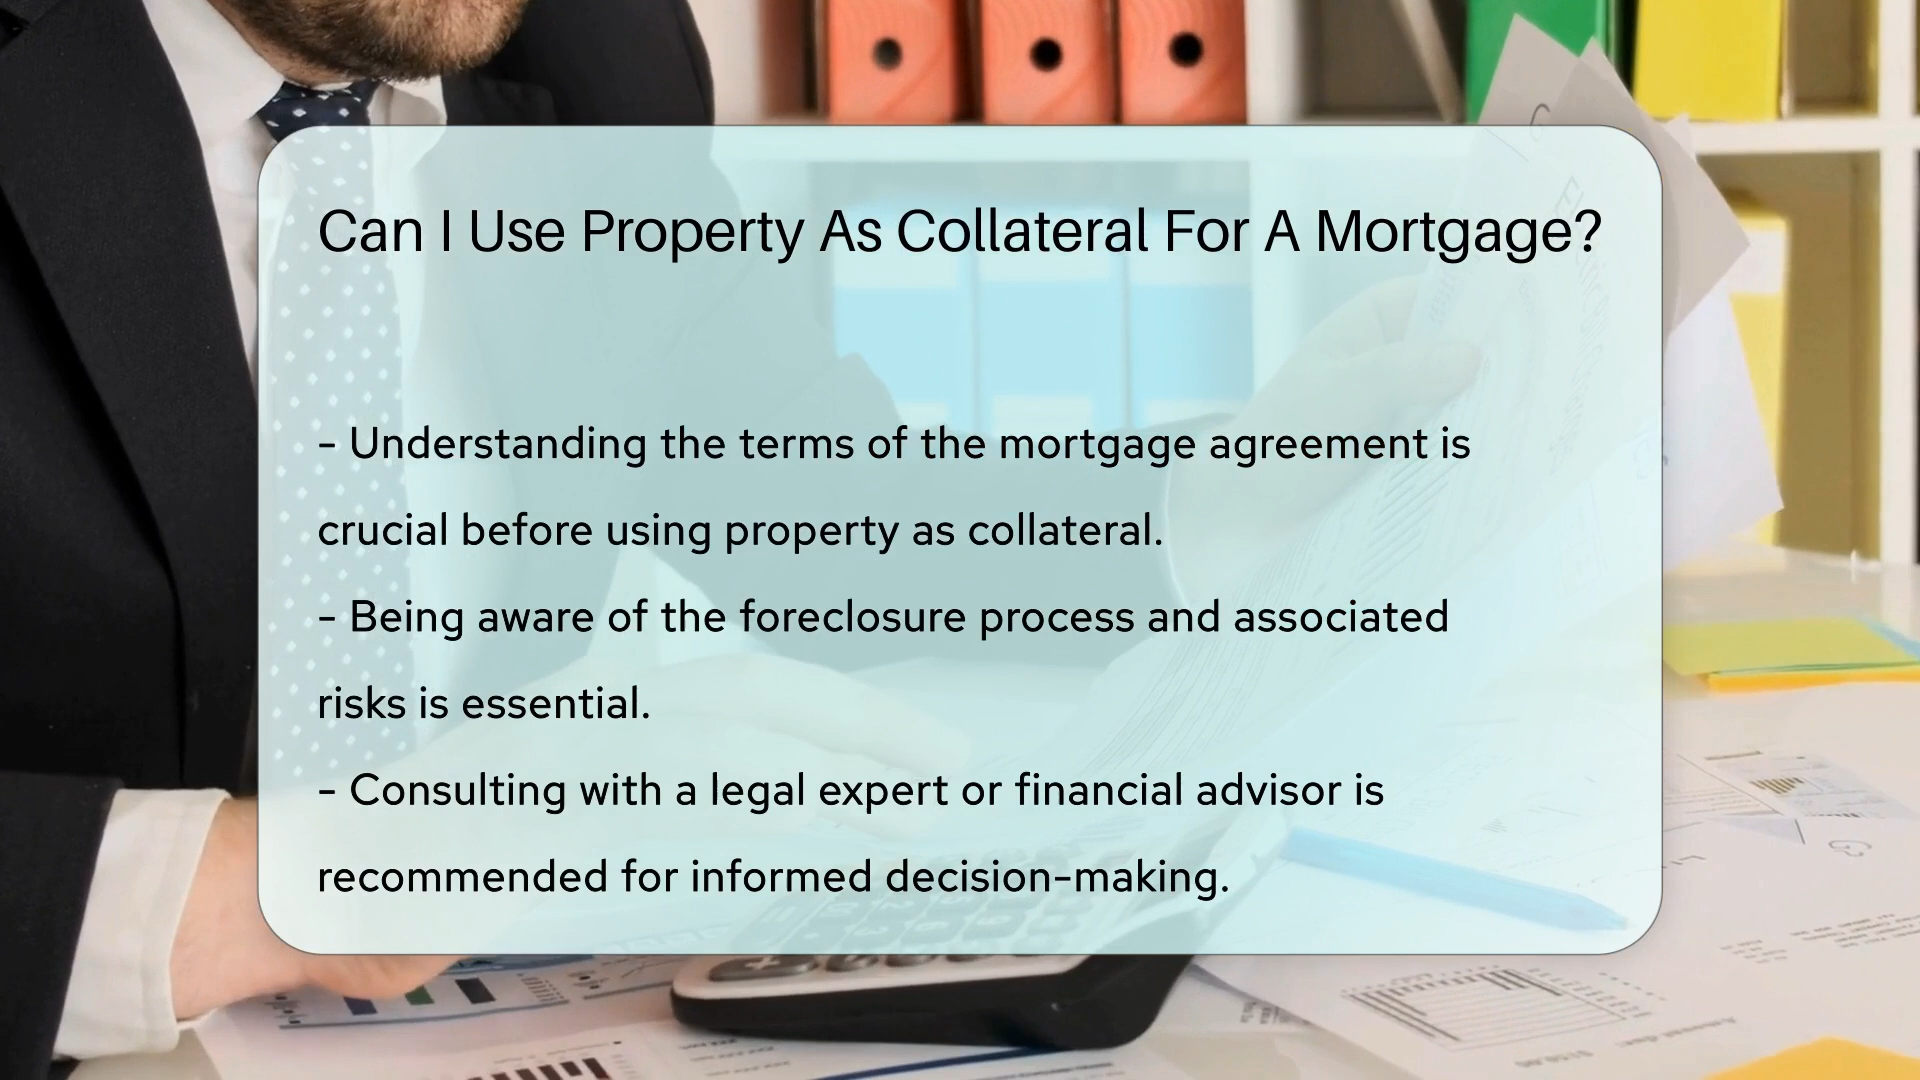 Can I Use Property As Collateral For A Mortgage?
- Understanding the terms of the mortgage agreement is
crucial before using property as collateral.
- Being aware of the foreclosure process and associated
risks is essential.
- Consulting with a legal expert or financial advisor is
recommended for informed decision-making.